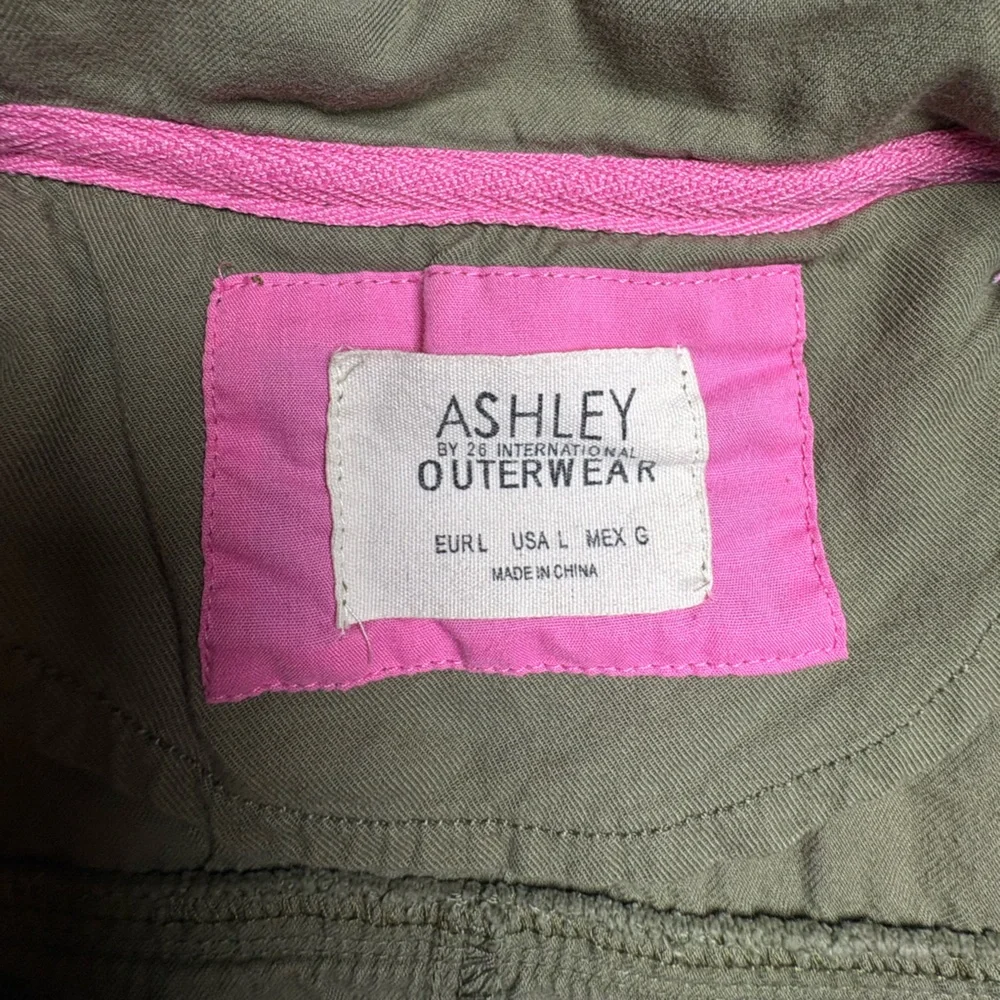 ASHLEY
BY 26 INTERNATIONAL
OUTERWEAR
EUR L USA L MEX G
MADE IN CHINA